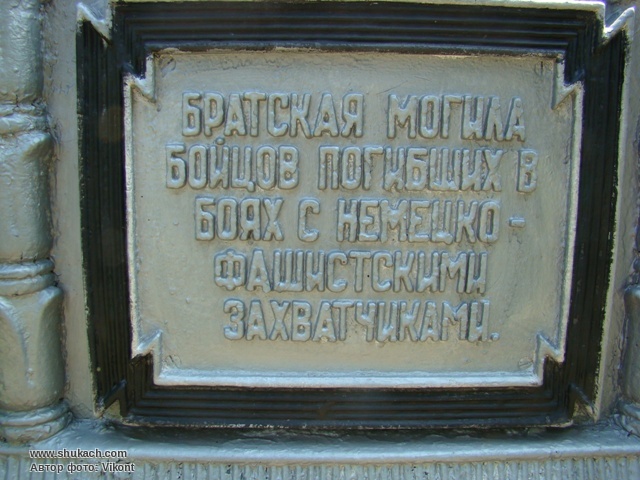 БРАТСКАЯ МОГИЛА
БОЙЦОВ ПОГИБШИХ В
БОЯХ С НЕМЕЦКО-
ФАШИСТСКИМИ
ЗАХВАТЧИКАМИ.
www.shukach.com
Автор фото: Vikont